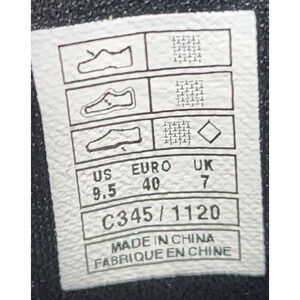 US EURO UK
9.5 40 7
C345/1120
MADE IN CHINA
FABRIQUE EN CHINE